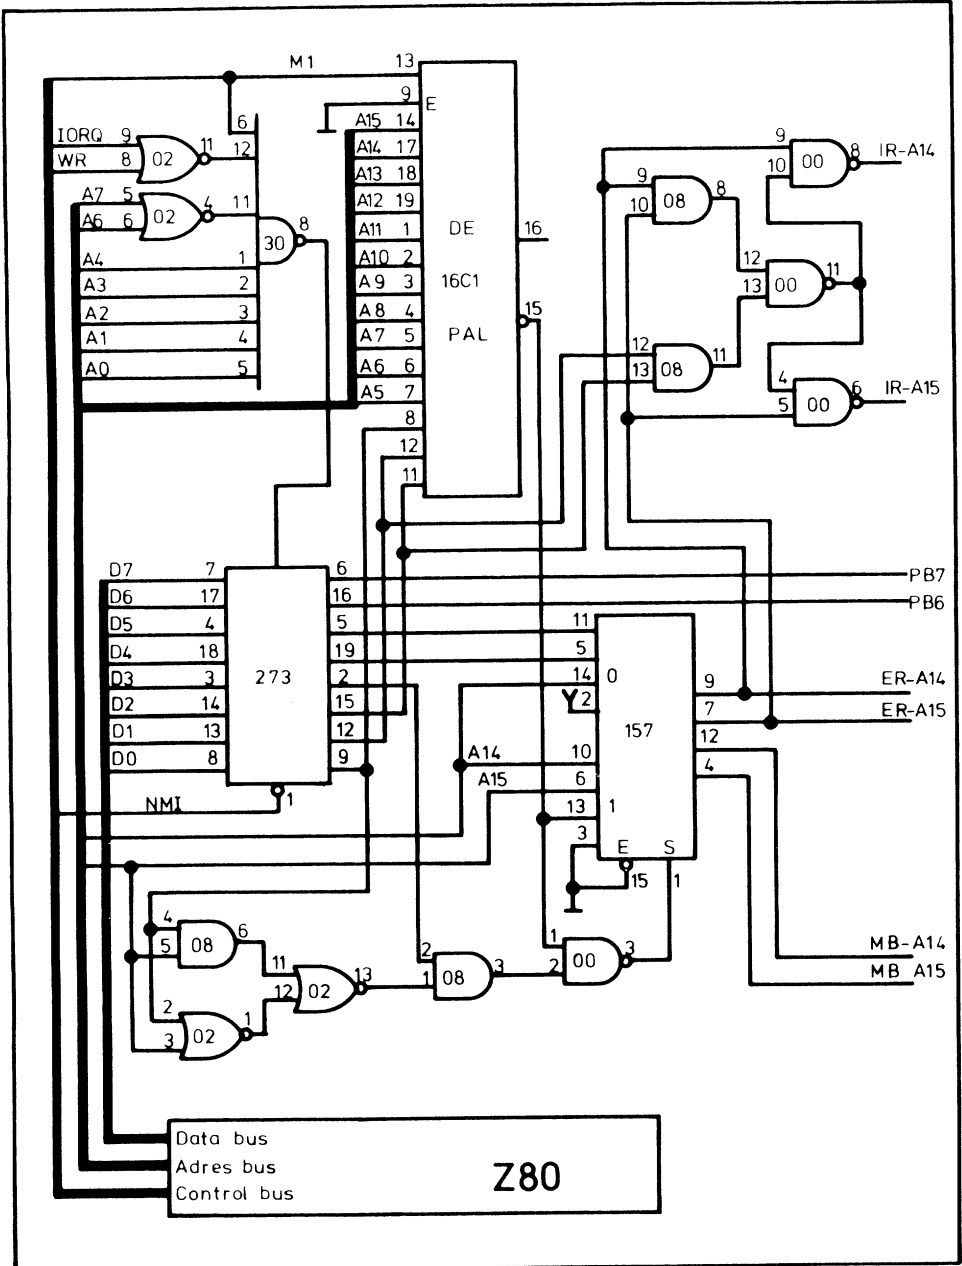 M1 13
9 E
A15 14
A14 17
A13 18
A12 19
A11 1
A10 2
A9 3
A8 4
A7 5
A6 6
A5 7
8
12
11
DE
16C1
PAL
16
15
IORQ 9
WR 8
02
11
6
12
A7 5
A6 6
02
4
11
30
8
A4 1
A3 2
A2 3
A1 4
A0 5
9
10
08
8
12
13
08
11
12
13
00
11
9
10
00
8
IR-A14
4
5
00
6
IR-A15
D7 7
D6 17
D5 4
D4 18
D3 3
D2 14
D1 13
D0 8
273
6
16
5
19
2
15
12
9
NMI
1
PB7
PB6
11
5
14
2
A14 10
A15 6
13
3
0
157
1
E S
15
1
9
7
12
4
ER-A14
ER-A15
MB-A14
MB A15
4
5
08
6
2
3
02
1
11
12
02
13
2
1
08
3
1
2
00
3
Data bus
Adres bus
Control bus
Z80